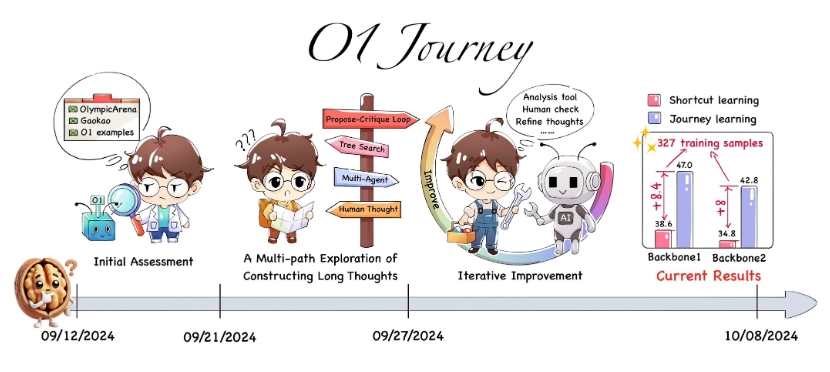 O1 Journey
OlympicArena
Gaokao
O1 examples
O1
Initial Assessment
???
Propose-Critique Loop
Tree Search
Multi-Agent
Human Thought
A Multi-path Exploration of
Constructing Long Thoughts
Improve
Analysis tool
Human check
Refine thoughts
......
AI
Iterative Improvement
Shortcut learning
Journey learning
327 training samples
47.0
42.8
+8.4
+8
38.6
34.8
Backbone1
Backbone2
Current Results
?
09/12/2024
09/21/2024
09/27/2024
10/08/2024